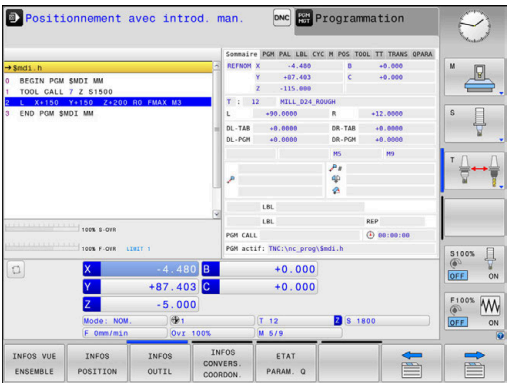 Positionnement avec introd. man.
DNC
PGM MGT
Programmation
→$mdi.h
0 BEGIN PGM $MDI MM
1 TOOL CALL 7 Z S1000
2 L X+150 Y+150 Z+200 R0 FMAX M3
3 END PGM $MDI MM
100% S-OVR
100% F-OVR LIMIT 1
Sommaire PGM PAL LBL CYC M POS TOOL TT TRANS QPARA
REFNOM X -4.480 B +0.000
Y +87.403 C +0.000
Z -115.000
T : 12 MILL_D24_ROUGH
L +90.0000 R +12.0000
DL-TAB +0.0000 DR-TAB +0.0000
DL-PGM +0.0000 DR-PGM +0.0000
M5 M9
LBL
LBL REP
PGM CALL 00:00:00
PGM actif: TNC:\nc_prog\$mdi.h
X -4.480 B +0.000
Y +87.403 C +0.000
Z -5.000
Mode: NOM. 1 T 12 Z S 1800
F 0mm/min Ovr 100% M 5/9
M
S
T
S100%
OFF ON
F100%
OFF ON
INFOS VUE ENSEMBLE
INFOS POSITION
INFOS OUTIL
INFOS CONVERS. COORDON.
ETAT PARAM. Q